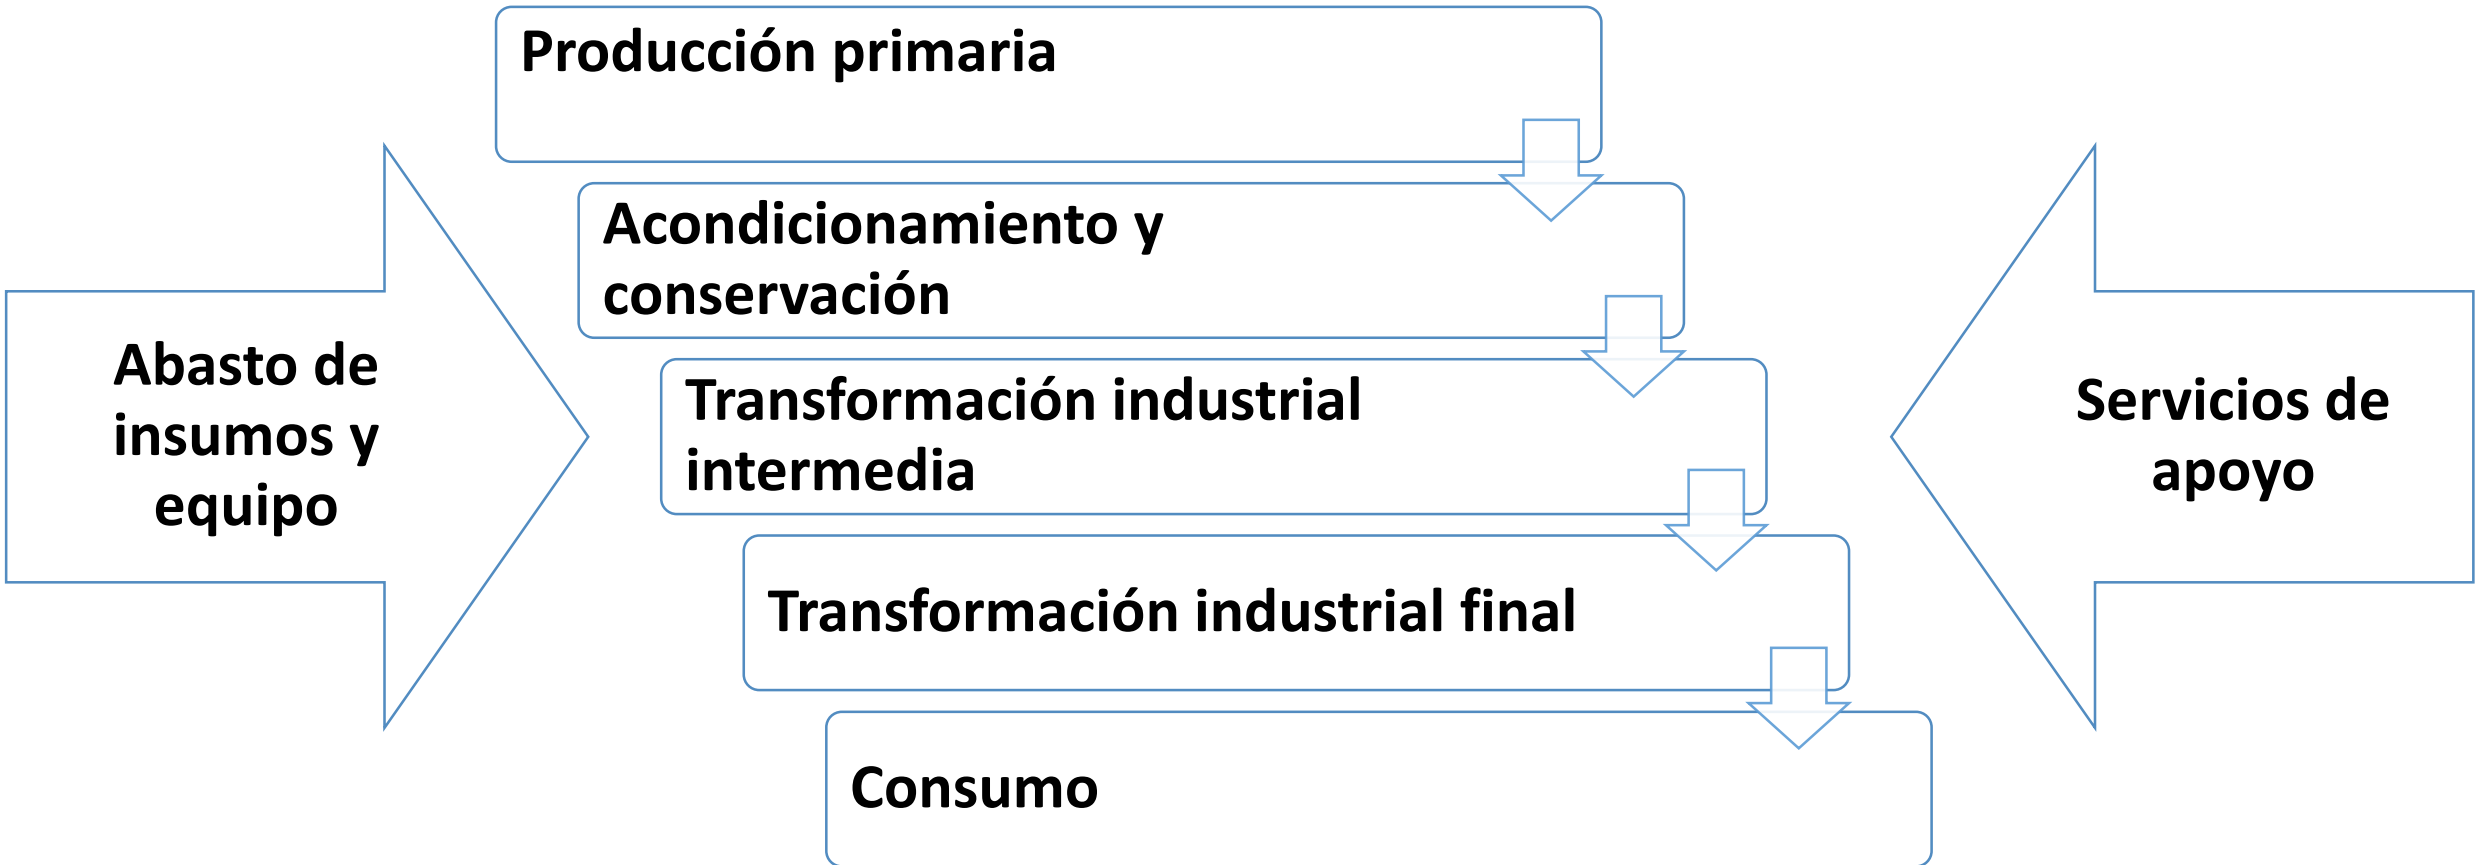 Producción primaria
Acondicionamiento y
conservación
Transformación industrial
intermedia
Transformación industrial final
Consumo
Abasto de
insumos y
equipo
Servicios de
apoyo